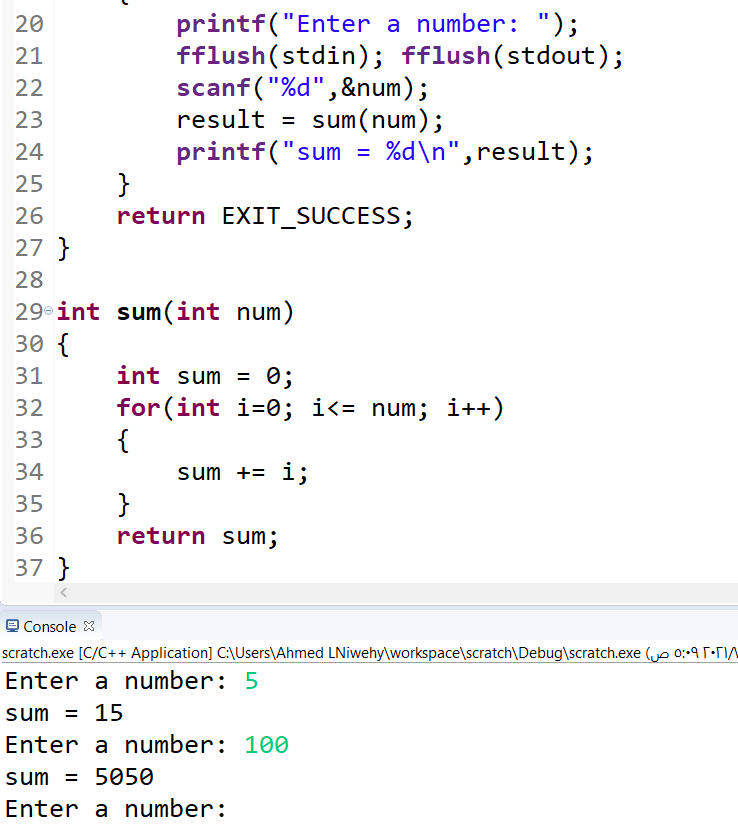 {
20 printf("Enter a number: ");
21 fflush(stdin); fflush(stdout);
22 scanf("%d",&num);
23 result = sum(num);
24 printf("sum = %d\n",result);
25 }
26 return EXIT_SUCCESS;
27 }
28
29 int sum(int num)
30 {
31 int sum = 0;
32 for(int i=0; i<= num; i++)
33 {
34 sum += i;
35 }
36 return sum;
37 }
Console
scratch.exe [C/C++ Application] C:\Users\Ahmed LNiwehy\workspace\scratch\Debug\scratch.exe (٢٠٢١/ ٥:٠٩ ص)
Enter a number: 5
sum = 15
Enter a number: 100
sum = 5050
Enter a number: